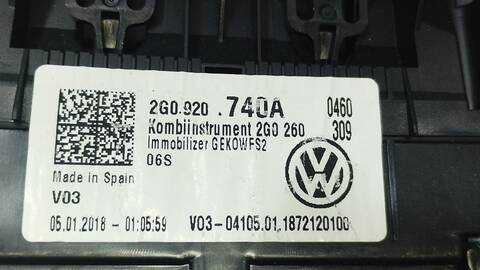 2G0.920 .740A 0460
Kombiinstrument 2G0 260 309
Immobilizer GEKOWFS2
06S
Made in Spain
V03
05.01.2018 - 01:05:59 V03-04105.01.1872120100